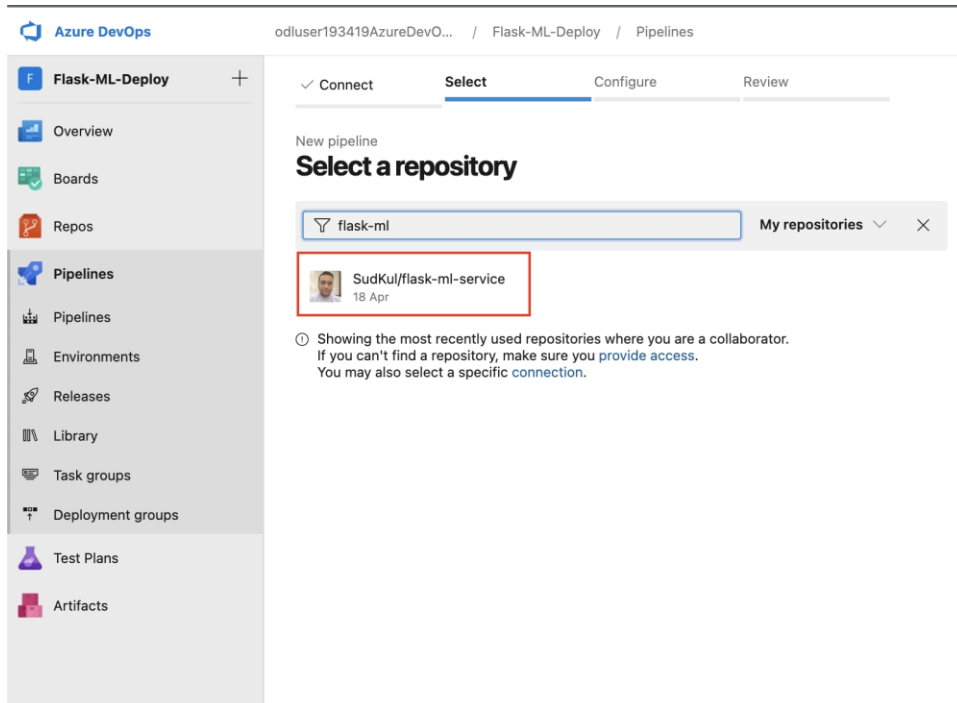 Azure DevOps
odluser193419AzureDevO... / Flask-ML-Deploy / Pipelines
F Flask-ML-Deploy +
Overview
Boards
Repos
Pipelines
Pipelines
Environments
Releases
Library
Task groups
Deployment groups
Test Plans
Artifacts
Connect Select Configure Review
New pipeline
Select a repository
flask-ml My repositories
SudKul/flask-ml-service
18 Apr
Showing the most recently used repositories where you are a collaborator.
If you can't find a repository, make sure you provide access.
You may also select a specific connection.